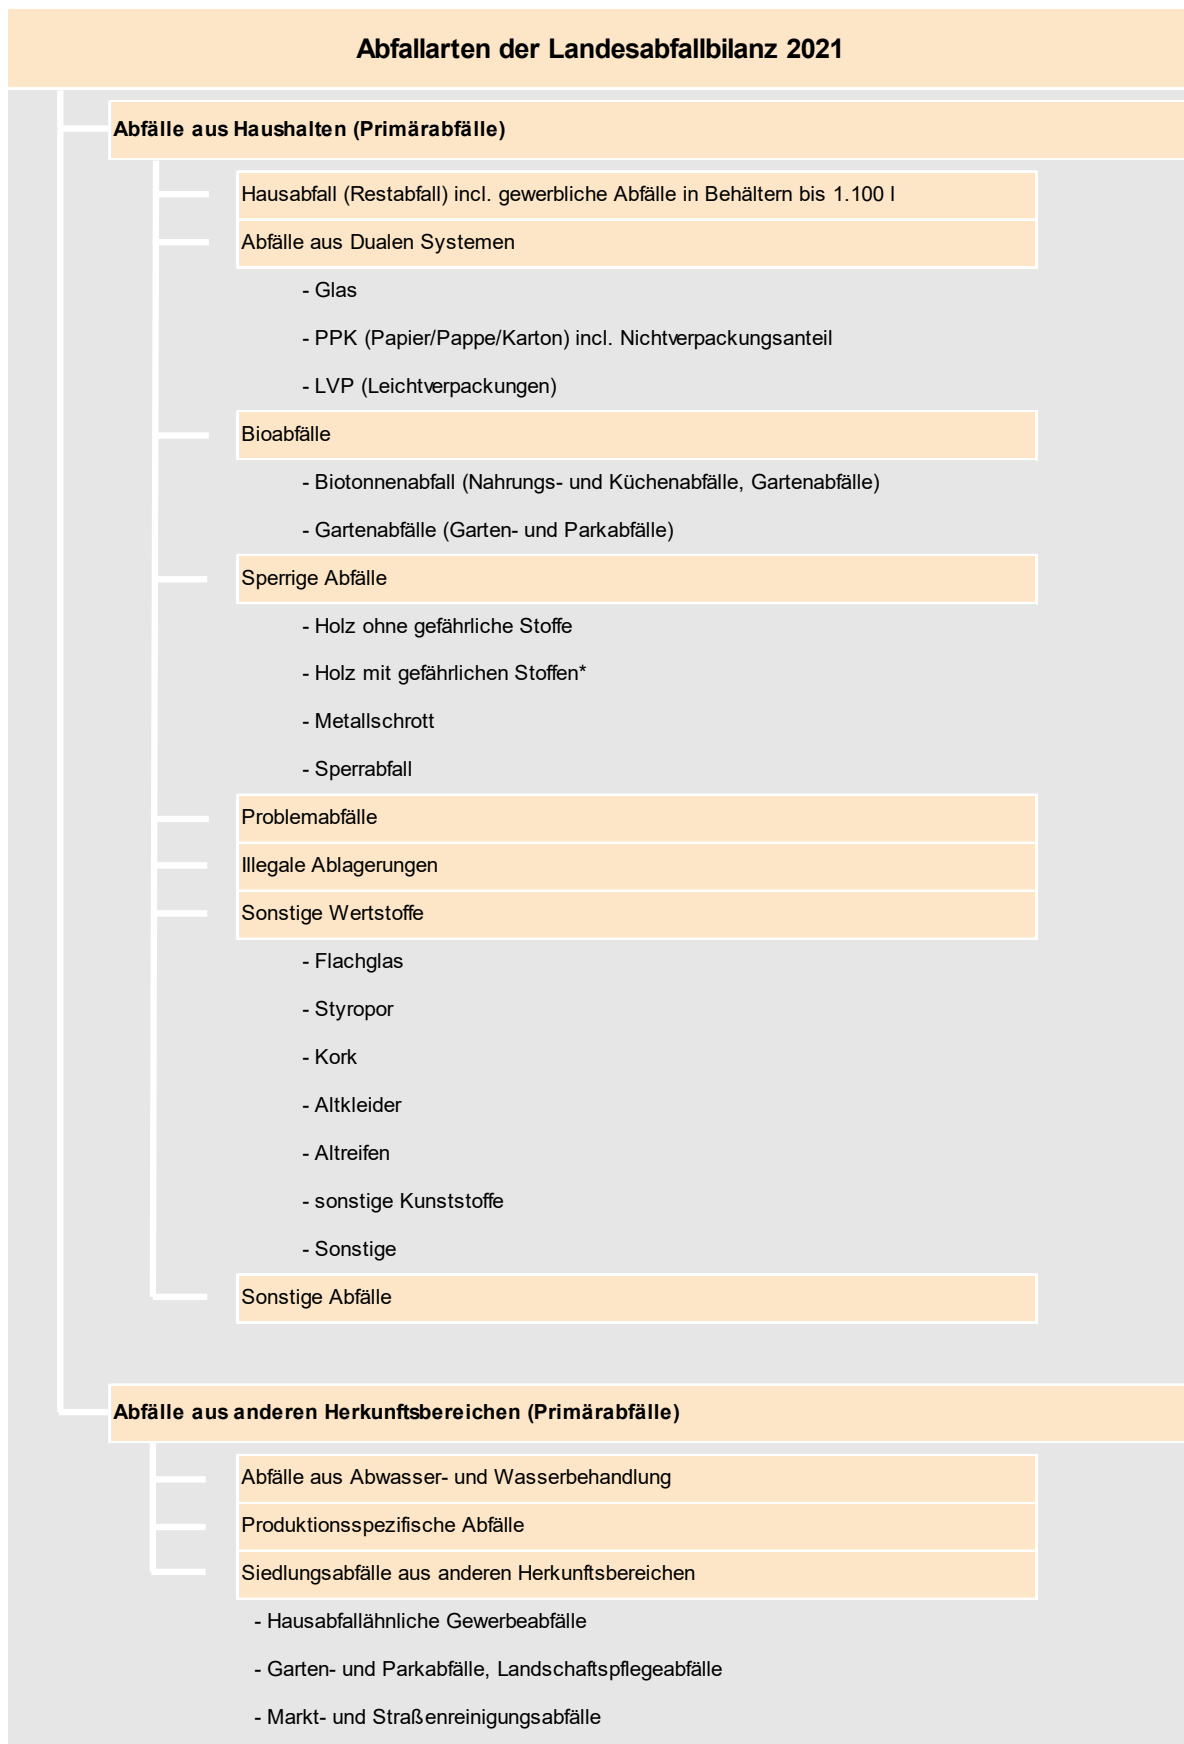 Abfallarten der Landesabfallbilanz 2021
Abfälle aus Haushalten (Primärabfälle)
Hausabfall (Restabfall) incl. gewerbliche Abfälle in Behältern bis 1.100 l
Abfälle aus Dualen Systemen
- Glas
- PPK (Papier/Pappe/Karton) incl. Nichtverpackungsanteil
- LVP (Leichtverpackungen)
Bioabfälle
- Biotonnenabfall (Nahrungs- und Küchenabfälle, Gartenabfälle)
- Gartenabfälle (Garten- und Parkabfälle)
Sperrige Abfälle
- Holz ohne gefährliche Stoffe
- Holz mit gefährlichen Stoffen*
- Metallschrott
- Sperrabfall
Problemabfälle
Illegale Ablagerungen
Sonstige Wertstoffe
- Flachglas
- Styropor
- Kork
- Altkleider
- Altreifen
- sonstige Kunststoffe
- Sonstige
Sonstige Abfälle
Abfälle aus anderen Herkunftsbereichen (Primärabfälle)
Abfälle aus Abwasser- und Wasserbehandlung
Produktionsspezifische Abfälle
Siedlungsabfälle aus anderen Herkunftsbereichen
- Hausabfallähnliche Gewerbeabfälle
- Garten- und Parkabfälle, Landschaftspflegeabfälle
- Markt- und Straßenreinigungsabfälle